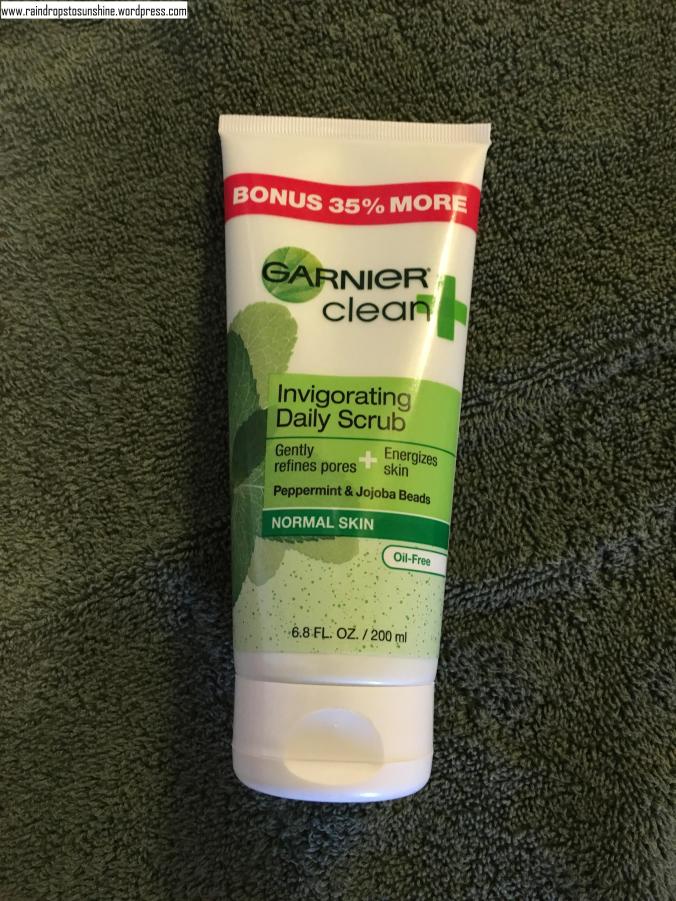 www.raindropstosunshine.wordpress.com
BONUS 35% MORE
GARNIER®
clean+
Invigorating
Daily Scrub
Gently
refines pores + Energizes
skin
Peppermint & Jojoba Beads
NORMAL SKIN
Oil-Free
6.8 FL. OZ. / 200 ml